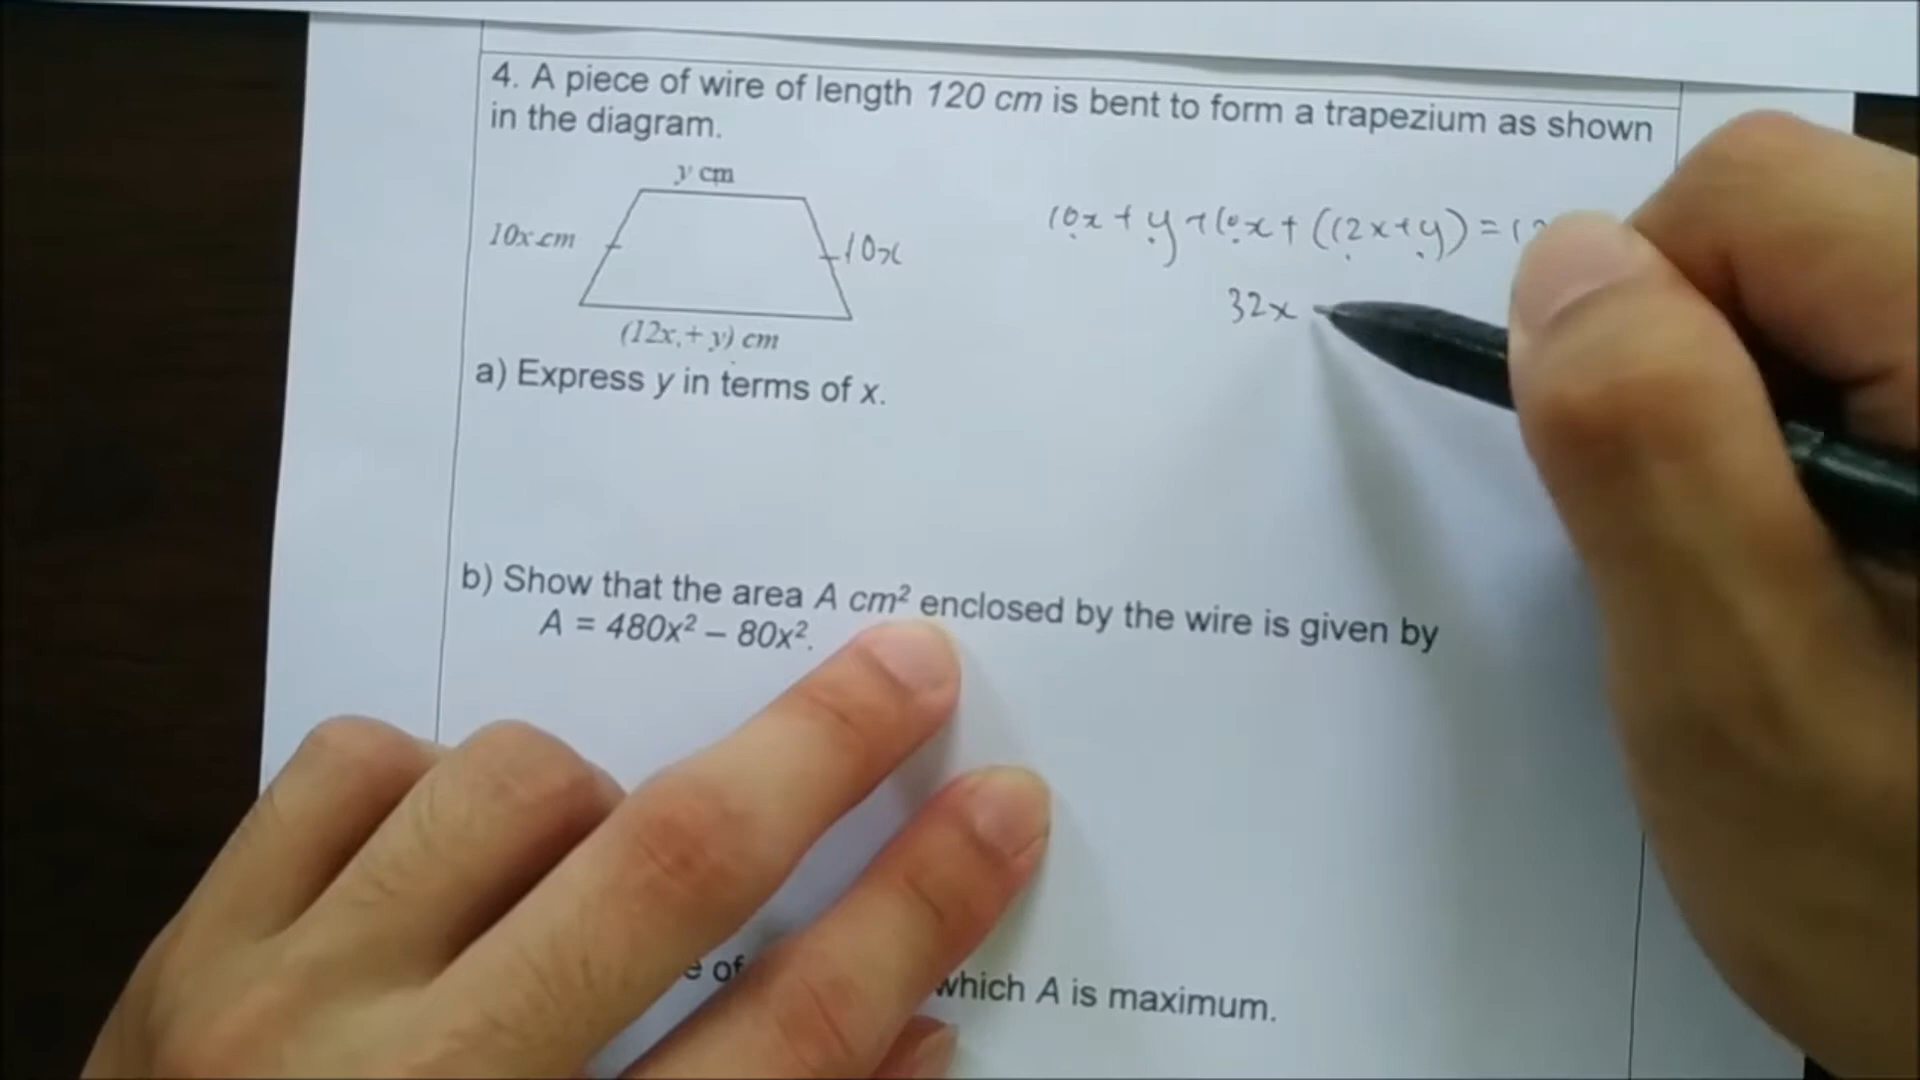 4. A piece of wire of length 120 cm is bent to form a trapezium as shown
in the diagram.
y cm
10x cm
10x
(12x + y) cm
10x + y + 10x + (12x + y) =
32x
a) Express y in terms of x.
b) Show that the area A cm² enclosed by the wire is given by
A = 480x² – 80x².
of
which A is maximum.